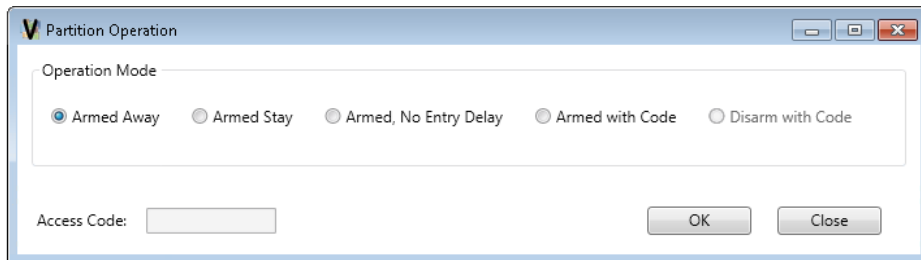 Partition Operation
Operation Mode
Armed Away Armed Stay Armed, No Entry Delay Armed with Code Disarm with Code
Access Code: OK Close